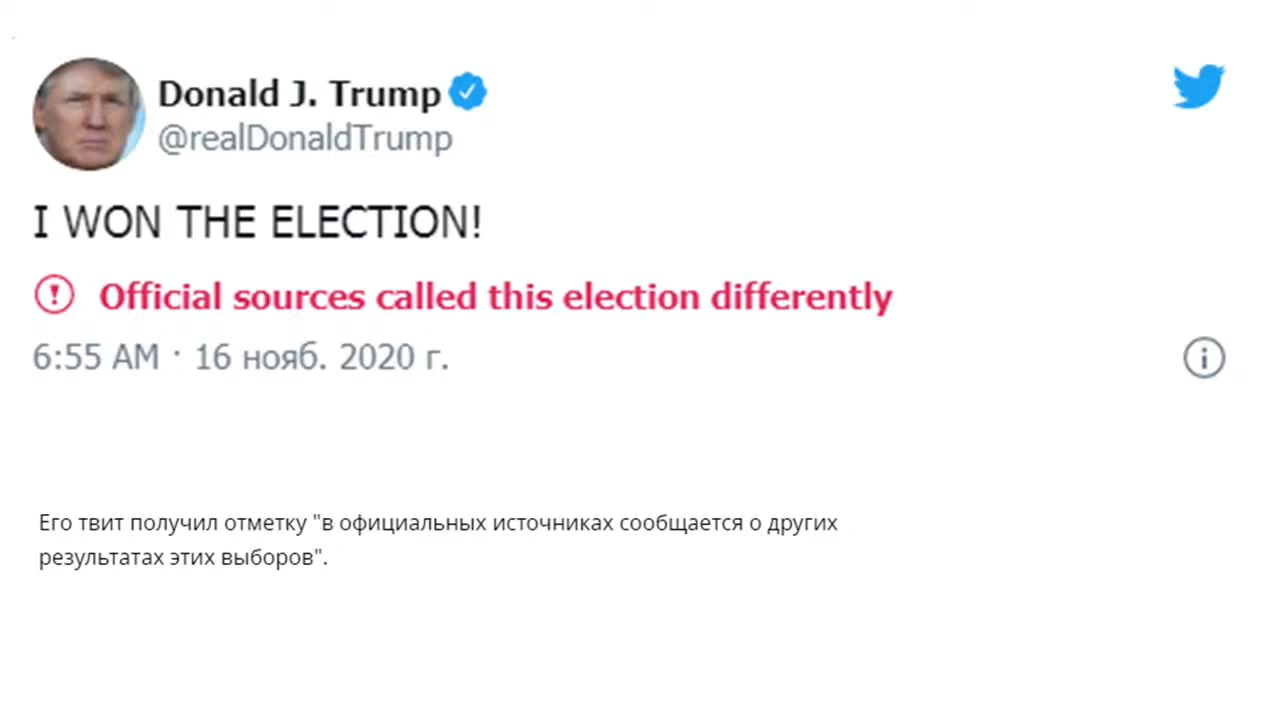 Donald J. Trump
@realDonaldTrump
I WON THE ELECTION!
Official sources called this election differently
6:55 AM · 16 нояб. 2020 г.
Его твит получил отметку "в официальных источниках сообщается о других
результатах этих выборов".